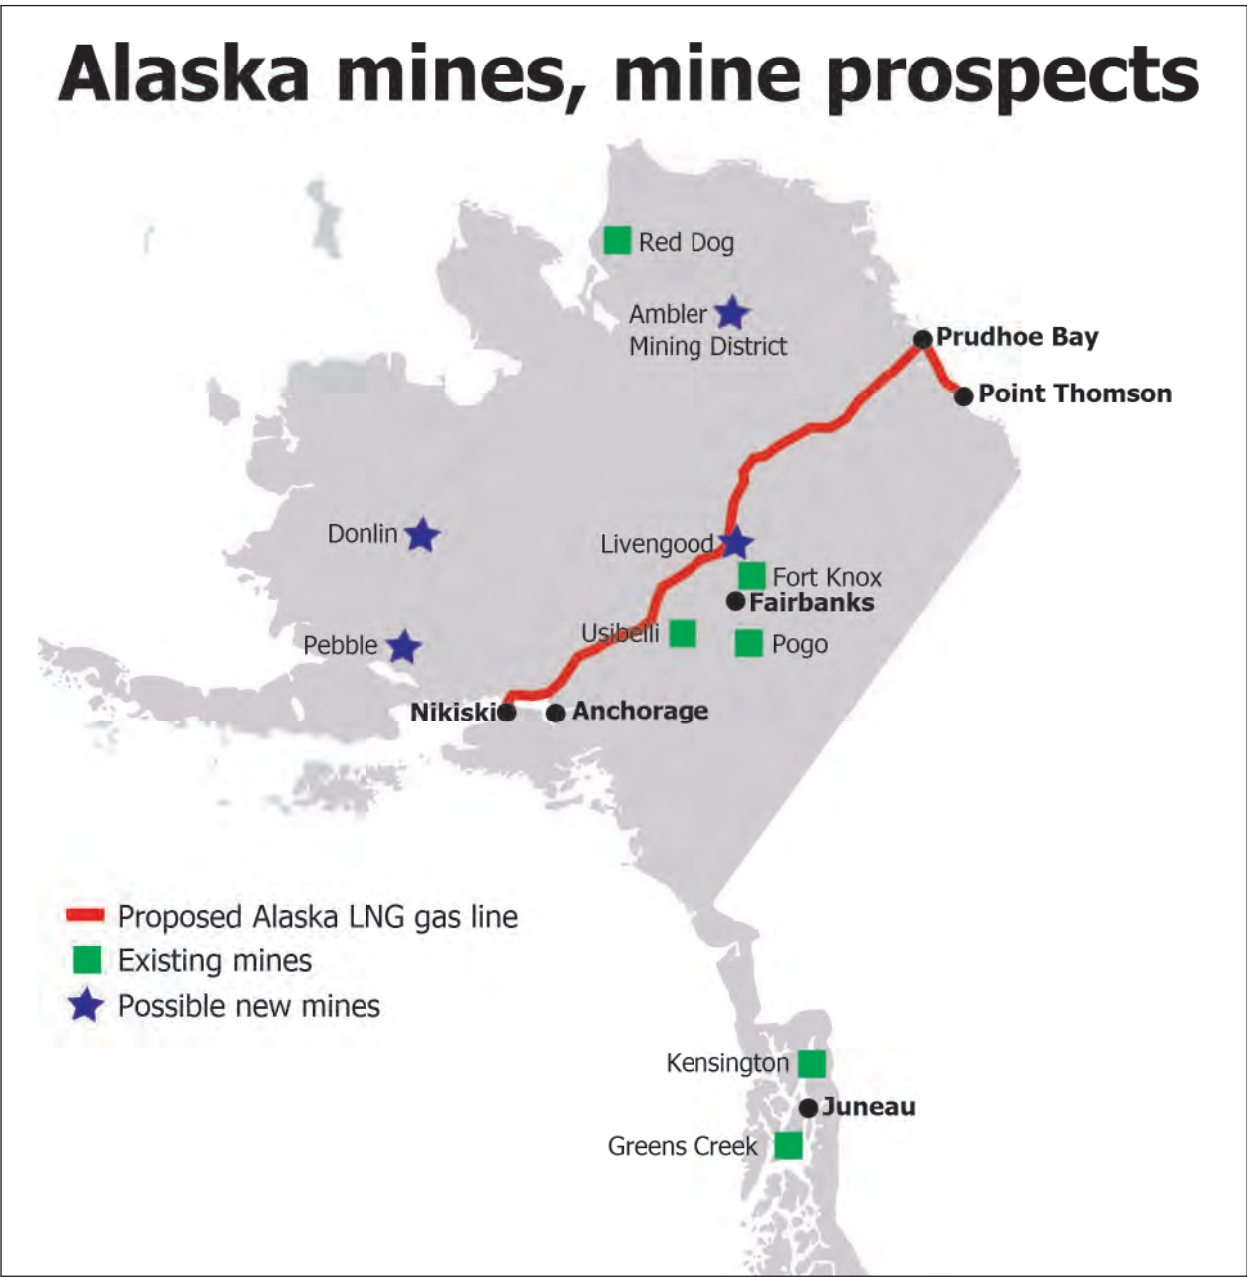 Alaska mines, mine prospects
Red Dog
Ambler
Mining District
Prudhoe Bay
Point Thomson
Donlin
Livengood
Fort Knox
Fairbanks
Usibelli
Pogo
Pebble
Nikiski
Anchorage
Proposed Alaska LNG gas line
Existing mines
Possible new mines
Kensington
Juneau
Greens Creek